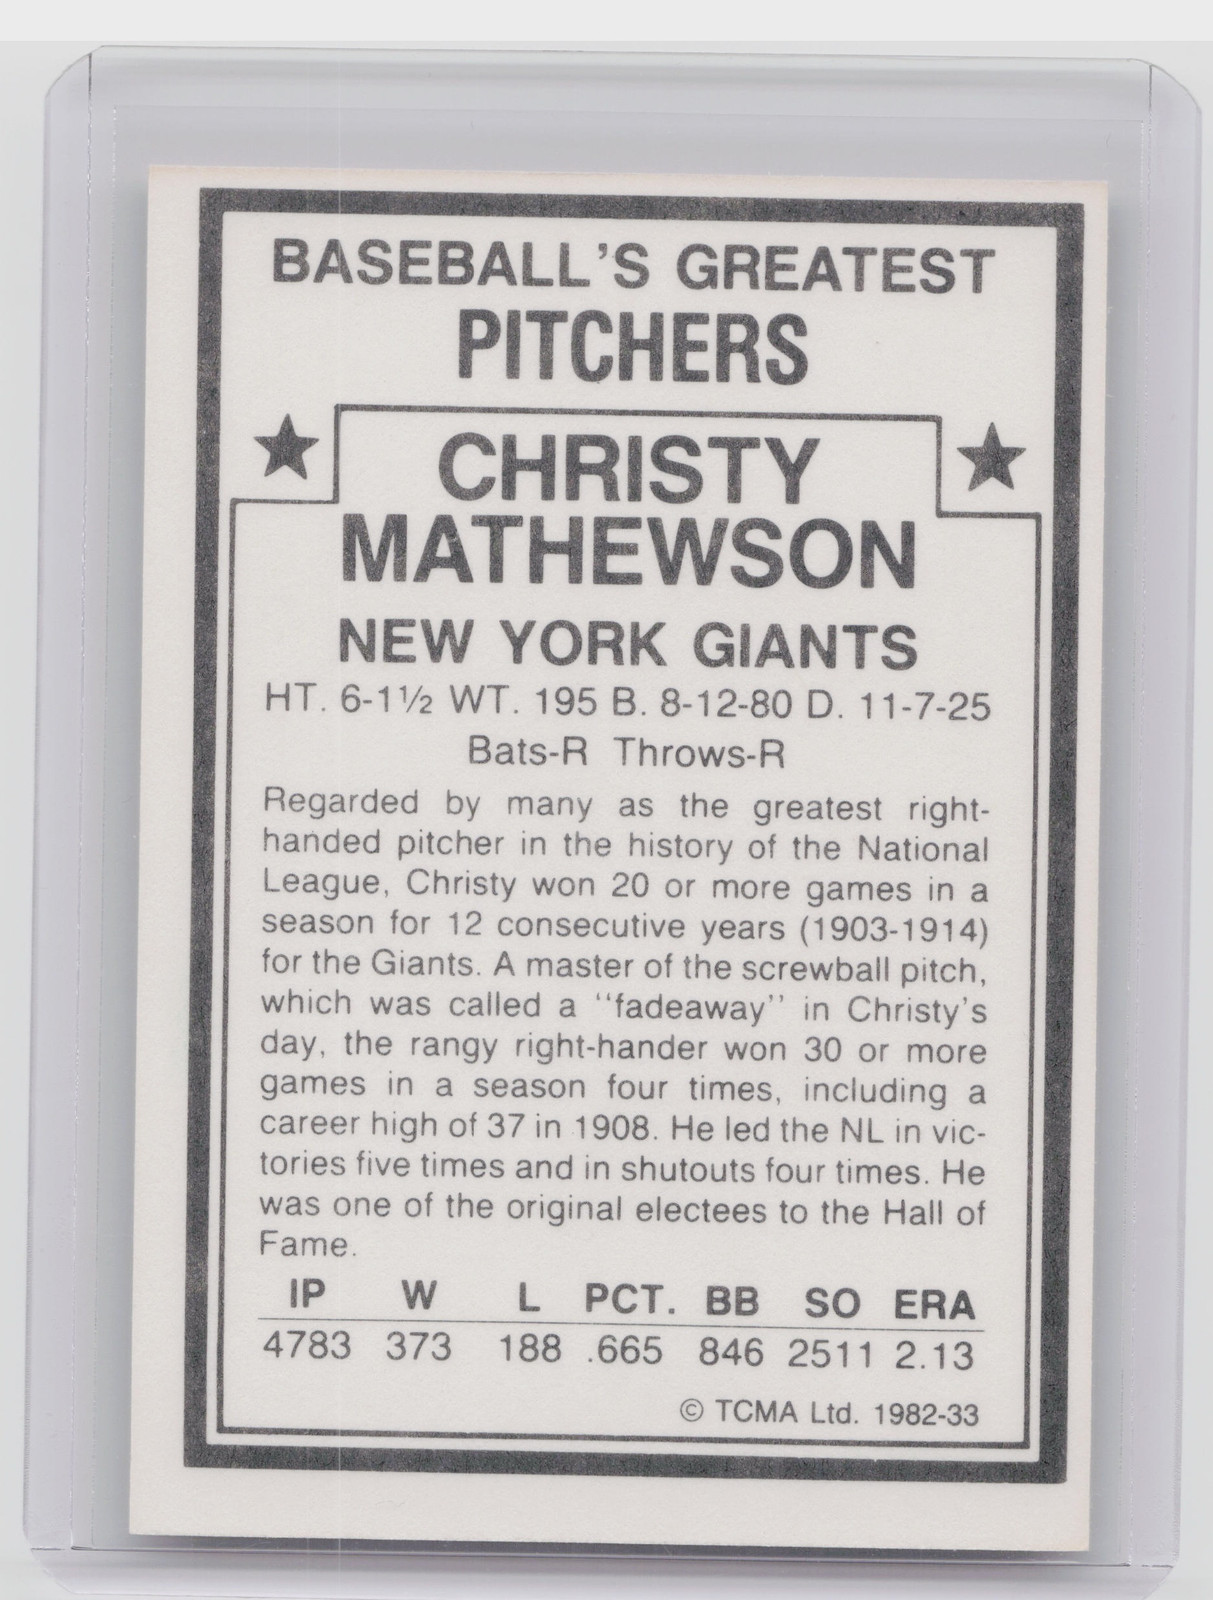 BASEBALL'S GREATEST
PITCHERS
CHRISTY
MATHEWSON
NEW YORK GIANTS
HT. 6-1½ WT. 195 B. 8-12-80 D. 11-7-25
Bats-R Throws-R
Regarded by many as the greatest right-
handed pitcher in the history of the National
League, Christy won 20 or more games in a
season for 12 consecutive years (1903-1914)
for the Giants. A master of the screwball pitch,
which was called a "fadeaway" in Christy's
day, the rangy right-hander won 30 or more
games in a season four times, including a
career high of 37 in 1908. He led the NL in vic-
tories five times and in shutouts four times. He
was one of the original electees to the Hall of
Fame.
IP W L PCT. BB SO ERA
4783 373 188 .665 846 2511 2.13
© TCMA Ltd. 1982-33